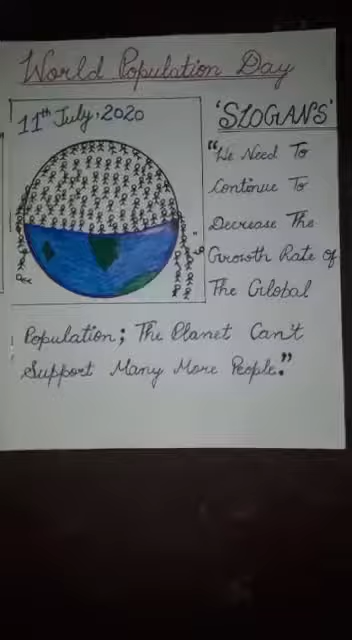 World Population Day
11th July, 2020
'SLOGANS'
"We Need To
Continue To
Decrease The
Growth Rate of
The Global
Population; The Planet Can't
Support Many More People."